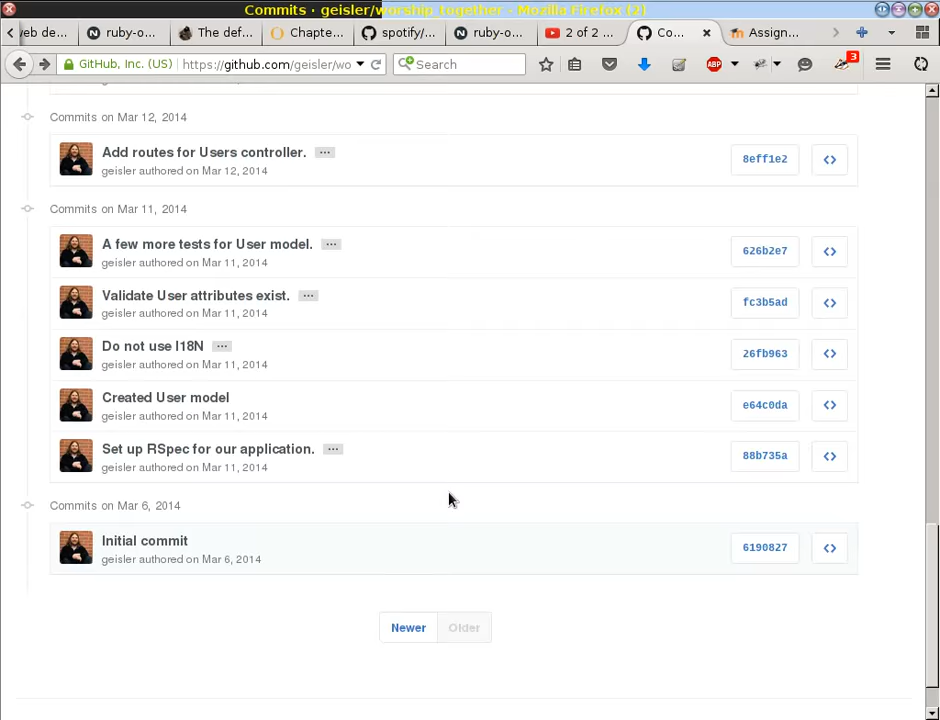 Commits · geisler/worship_together - Mozilla Firefox (2)
eb de... ruby-o... The def... Chapte... spotify/... ruby-o... 2 of 2 ... Co... Assign...
GitHub, Inc. (US) https://github.com/geisler/wo Search ABP 3
Commits on Mar 12, 2014
Add routes for Users controller. ...
geisler authored on Mar 12, 2014
8eff1e2
Commits on Mar 11, 2014
A few more tests for User model. ...
geisler authored on Mar 11, 2014
626b2e7
Validate User attributes exist. ...
geisler authored on Mar 11, 2014
fc3b5ad
Do not use I18N ...
geisler authored on Mar 11, 2014
26fb963
Created User model
geisler authored on Mar 11, 2014
e64c0da
Set up RSpec for our application. ...
geisler authored on Mar 11, 2014
88b735a
Commits on Mar 6, 2014
Initial commit
geisler authored on Mar 6, 2014
6190827
Newer Older